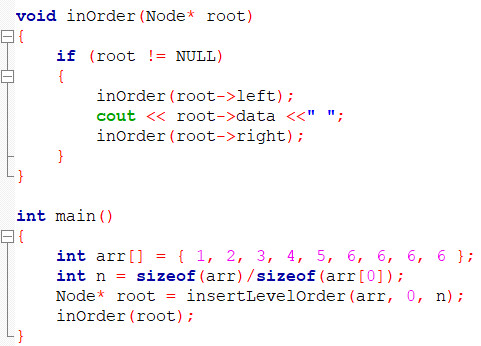 void inOrder(Node* root)
{
    if (root != NULL)
    {
        inOrder(root->left);
        cout << root->data <<" ";
        inOrder(root->right);
    }
}

int main()
{
    int arr[] = { 1, 2, 3, 4, 5, 6, 6, 6, 6 };
    int n = sizeof(arr)/sizeof(arr[0]);
    Node* root = insertLevelOrder(arr, 0, n);
    inOrder(root);
}